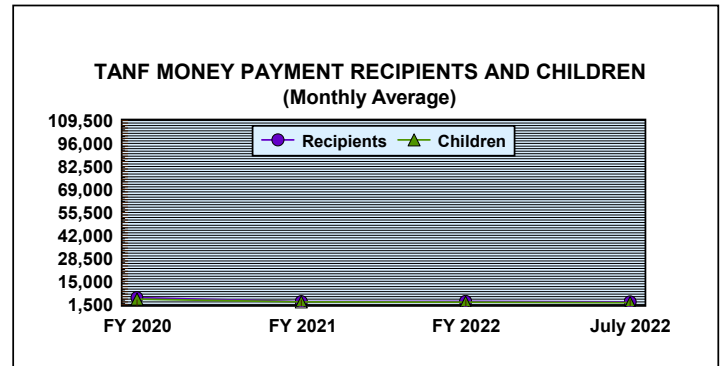 TANF MONEY PAYMENT RECIPIENTS AND CHILDREN
(Monthly Average)
109,500
96,000
82,500
69,000
55,500
42,000
28,500
15,000
1,500
Recipients Children
FY 2020 FY 2021 FY 2022 July 2022